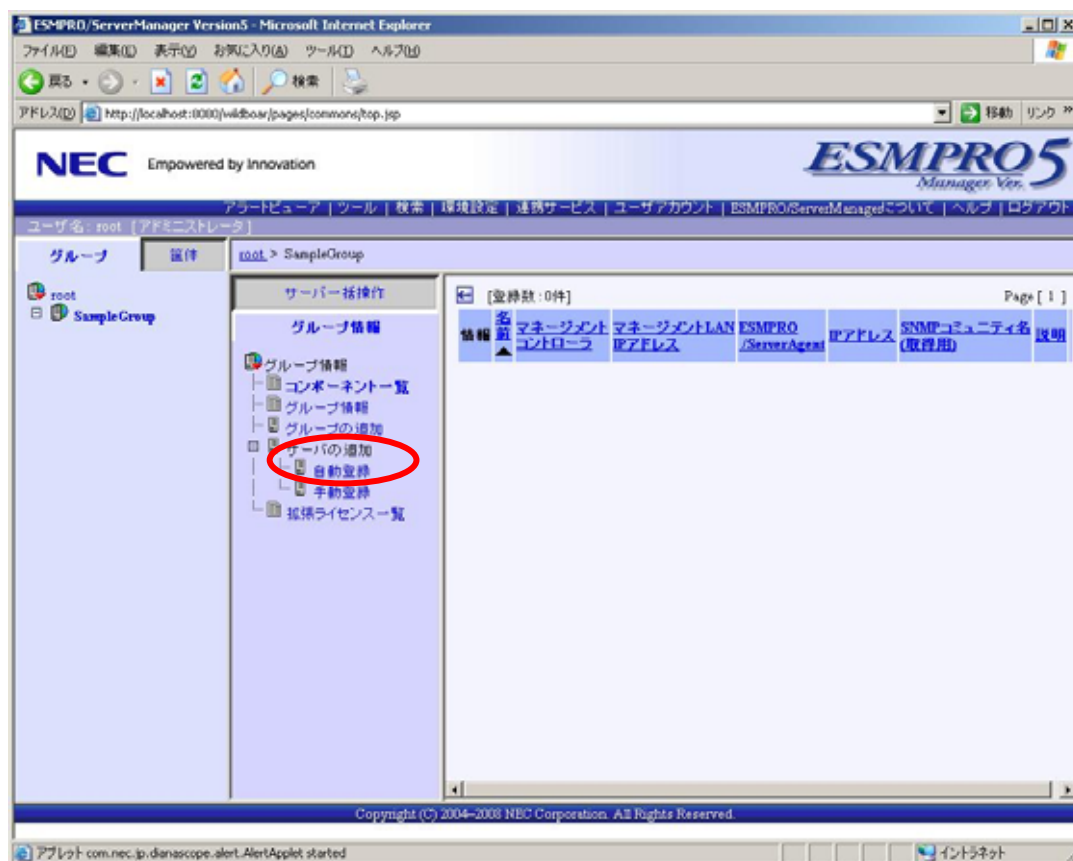 ESMPRO/ServerManager Version5 - Microsoft Internet Explorer
ファイル(F) 編集(E) 表示(V) お気に入り(A) ツール(T) ヘルプ(H)
戻る 検索
アドレス(D) http://localhost:8080/wildboar/pages/commons/top.jsp 移動 リンク »
NEC Empowered by Innovation
ESMPRO5
Manager Ver.
アラートビューア | ツール | 検索 | 環境設定 | 連携サービス | ユーザアカウント | ESMPRO/ServerManagerについて | ヘルプ | ログアウト
ユーザ名: root [アドミニストレータ]
グループ 筐体 root > SampleGroup
root
SampleGroup
サーバ一括操作
グループ情報
グループ情報
コンポーネント一覧
グループ情報
グループの追加
サーバの追加
自動登録
手動登録
拡張ライセンス一覧
[登録数:0件] Page [ 1 ]
情報 名前▲ マネージメントコントローラ マネージメントLAN IPアドレス ESMPRO/ServerAgent IPアドレス SNMPコミュニティ名(取得用) 説明
Copyright (C) 2004-2008 NEC Corporation. All Rights Reserved.
アプレット com.nec.jp.dianascope.alert.AlertApplet started イントラネット